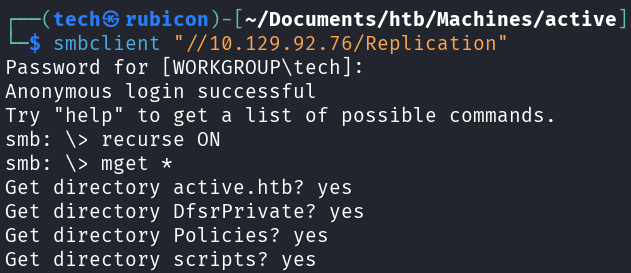 ┌──(tech㉿rubicon)-[~/Documents/htb/Machines/active]
└─$ smbclient "//10.129.92.76/Replication"
Password for [WORKGROUP\tech]:
Anonymous login successful
Try "help" to get a list of possible commands.
smb: \> recurse ON
smb: \> mget *
Get directory active.htb? yes
Get directory DfsrPrivate? yes
Get directory Policies? yes
Get directory scripts? yes